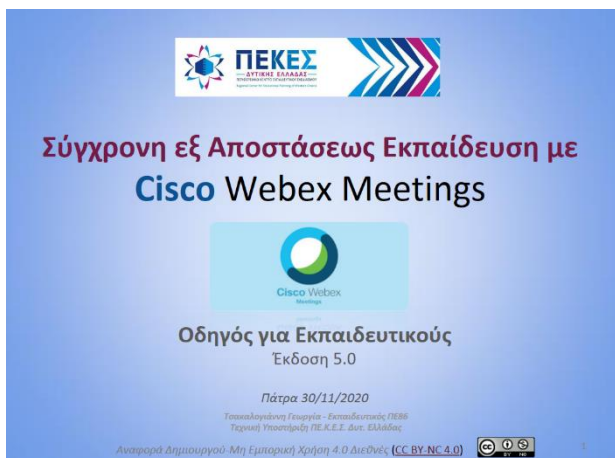 ΠΕΚΕΣ
ΔΥΤΙΚΗΣ ΕΛΛΑΔΑΣ
Σύγχρονη εξ Αποστάσεως Εκπαίδευση με
Cisco Webex Meetings
Cisco Webex
Meetings
Οδηγός για Εκπαιδευτικούς
Έκδοση 5.0
Πάτρα 30/11/2020
Τσακαλογιάννη Γεωργία - Εκπαιδευτικός ΠΕ86
Τεχνική Υποστήριξη ΠΕ.Κ.Ε.Σ. Δυτ. Ελλάδας
Αναφορά Δημιουργού-Μη Εμπορική Χρήση 4.0 Διεθνές (CC BY-NC 4.0)
BY NC
1